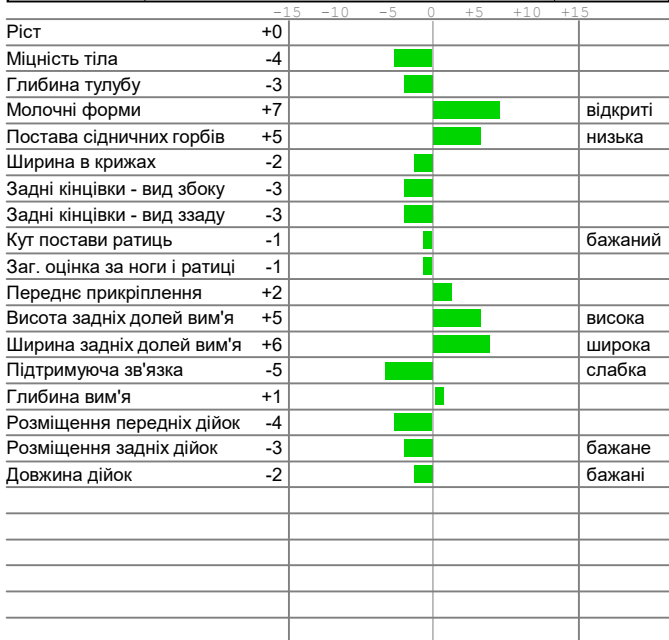 -15 -10 -5 0 +5 +10 +15
Ріст +0
Міцність тіла -4
Глибина тулубу -3
Молочні форми +7 відкриті
Постава сідничних горбів +5 низька
Ширина в крижах -2
Задні кінцівки - вид збоку -3
Задні кінцівки - вид ззаду -3
Кут постави ратиць -1 бажаний
Заг. оцінка за ноги і ратиці -1
Переднє прикріплення +2
Висота задніх долей вим'я +5 висока
Ширина задніх долей вим'я +6 широка
Підтримуюча зв'язка -5 слабка
Глибина вим'я +1
Розміщення передніх дійок -4
Розміщення задніх дійок -3 бажане
Довжина дійок -2 бажані